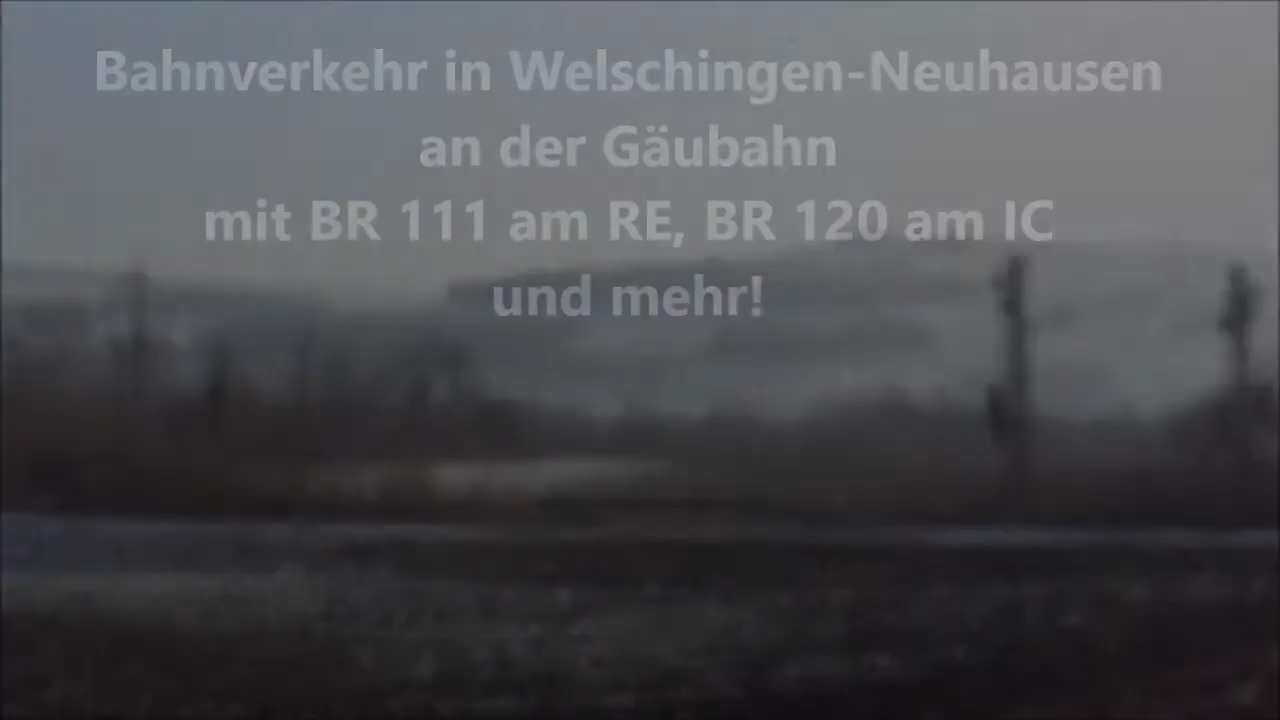 Bahnverkehr in Welschingen-Neuhausen
an der Gäubahn
mit BR 111 am RE, BR 120 am IC
und mehr!